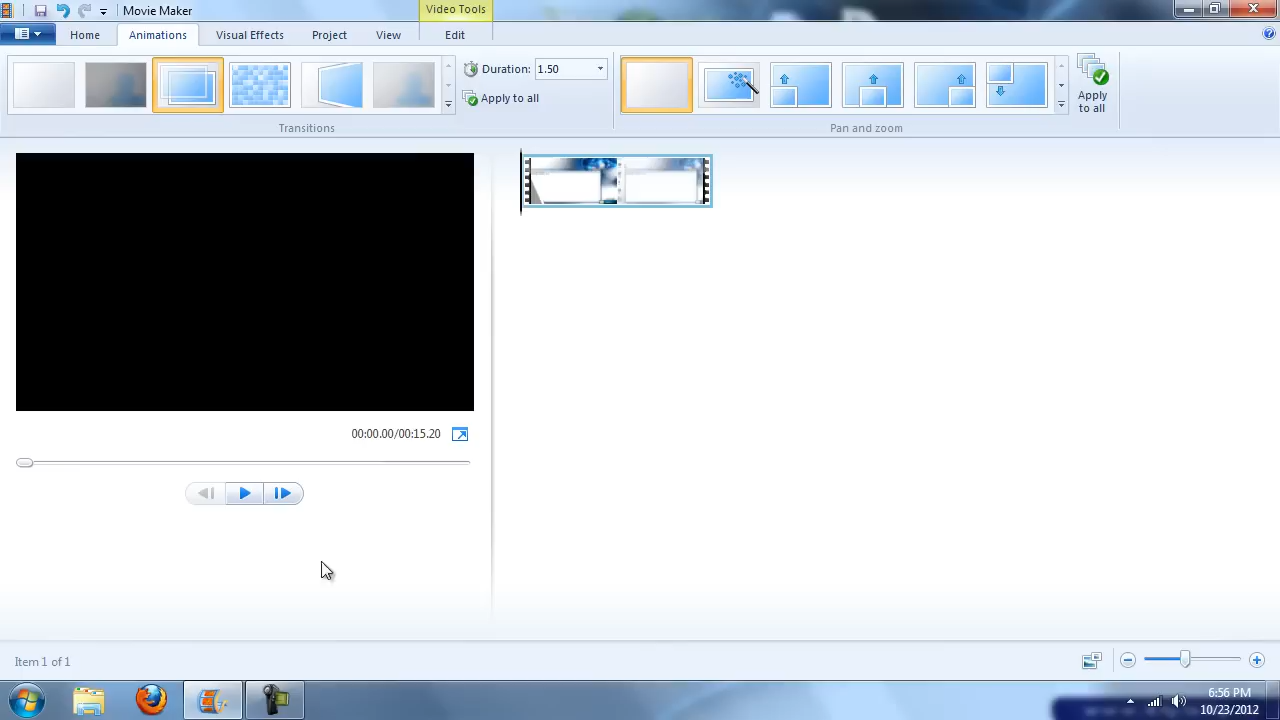 Movie Maker
Video Tools
Home
Animations
Visual Effects
Project
View
Edit
Duration: 1.50
Apply to all
Transitions
Apply
to all
Pan and zoom
00:00.00/00:15.20
Item 1 of 1
6:56 PM
10/23/2012